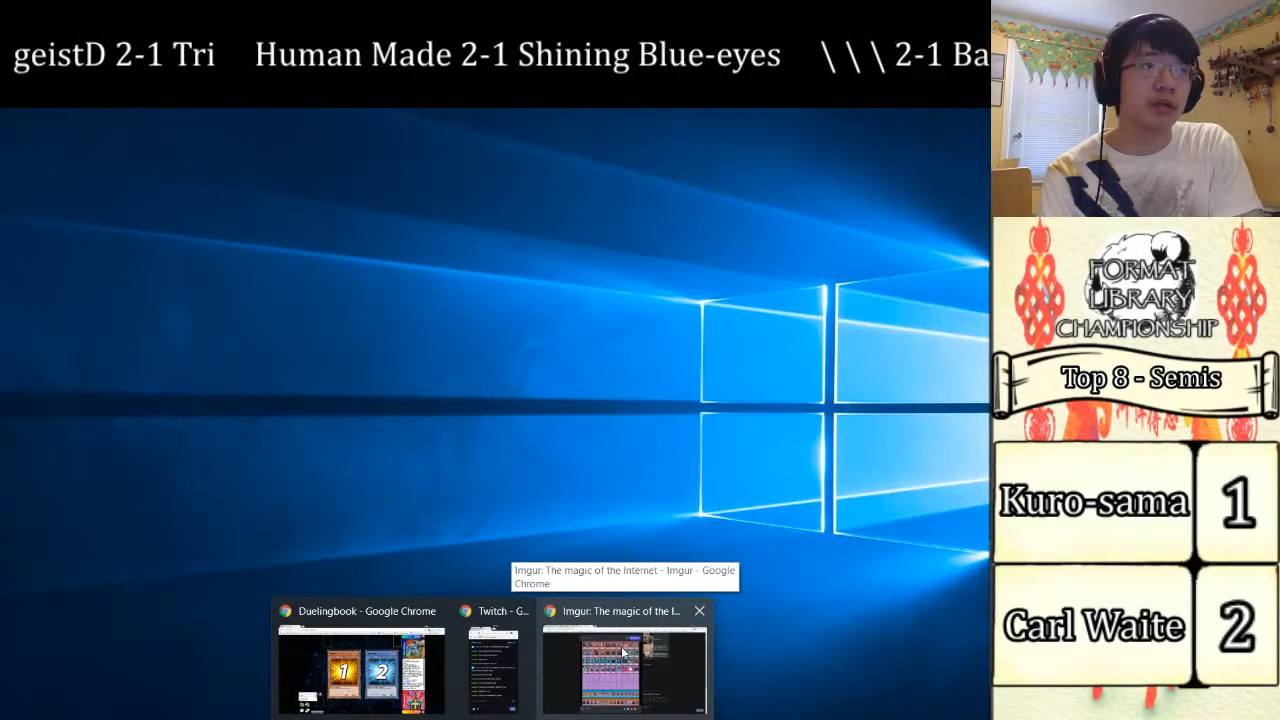 geistD 2-1 Tri Human Made 2-1 Shining Blue-eyes \ \ \ 2-1 Ba
FORMAT
LIBRARY
CHAMPIONSHIP
Top 8 - Semis
Kuro-sama 1
Carl Waite 2
Imgur: The magic of the Internet - Imgur - Google
Chrome
Duelingbook - Google Chrome
Twitch - G...
Imgur: The magic of the I...
1 2